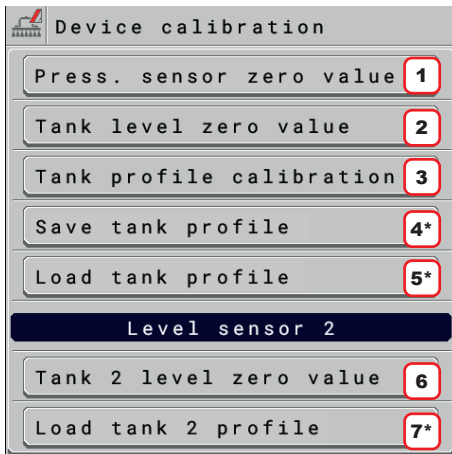 Device calibration
Press. sensor zero value 1
Tank level zero value 2
Tank profile calibration 3
Save tank profile 4*
Load tank profile 5*
Level sensor 2
Tank 2 level zero value 6
Load tank 2 profile 7*